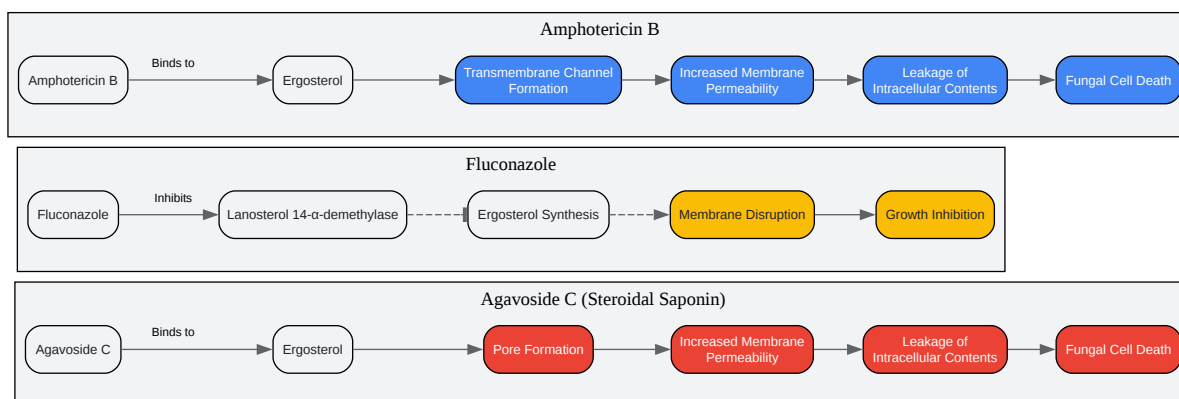 Amphotericin B
Binds to
Amphotericin B
Ergosterol
Transmembrane Channel
Formation
Increased Membrane
Permeability
Leakage of
Intracellular Contents
Fungal Cell Death
Fluconazole
Inhibits
Fluconazole
Lanosterol 14-α-demethylase
Ergosterol Synthesis
Membrane Disruption
Growth Inhibition
Agavoside C (Steroidal Saponin)
Binds to
Agavoside C
Ergosterol
Pore Formation
Increased Membrane
Permeability
Leakage of
Intracellular Contents
Fungal Cell Death